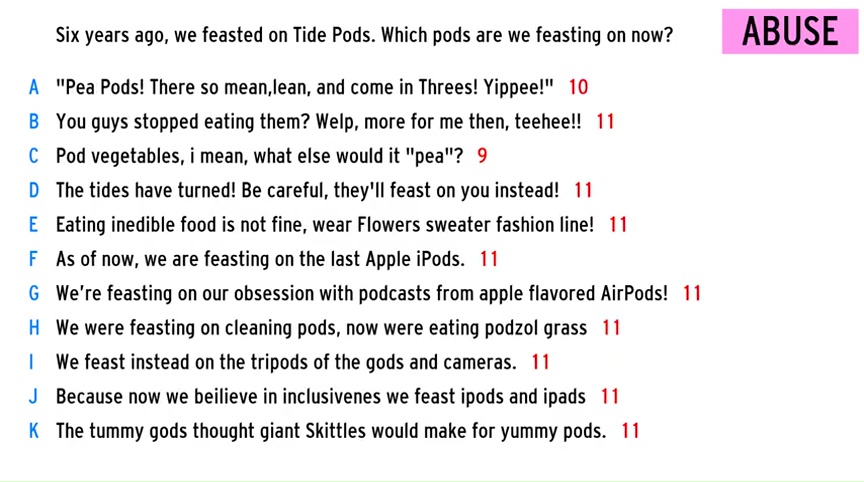 Six years ago, we feasted on Tide Pods. Which pods are we feasting on now?
ABUSE
A "Pea Pods! There so mean,lean, and come in Threes! Yippee!" 10
B You guys stopped eating them? Welp, more for me then, teehee!! 11
C Pod vegetables, i mean, what else would it "pea"? 9
D The tides have turned! Be careful, they'll feast on you instead! 11
E Eating inedible food is not fine, wear Flowers sweater fashion line! 11
F As of now, we are feasting on the last Apple iPods. 11
G We're feasting on our obsession with podcasts from apple flavored AirPods! 11
H We were feasting on cleaning pods, now were eating podzol grass 11
I We feast instead on the tripods of the gods and cameras. 11
J Because now we beilieve in inclusivenes we feast ipods and ipads 11
K The tummy gods thought giant Skittles would make for yummy pods. 11